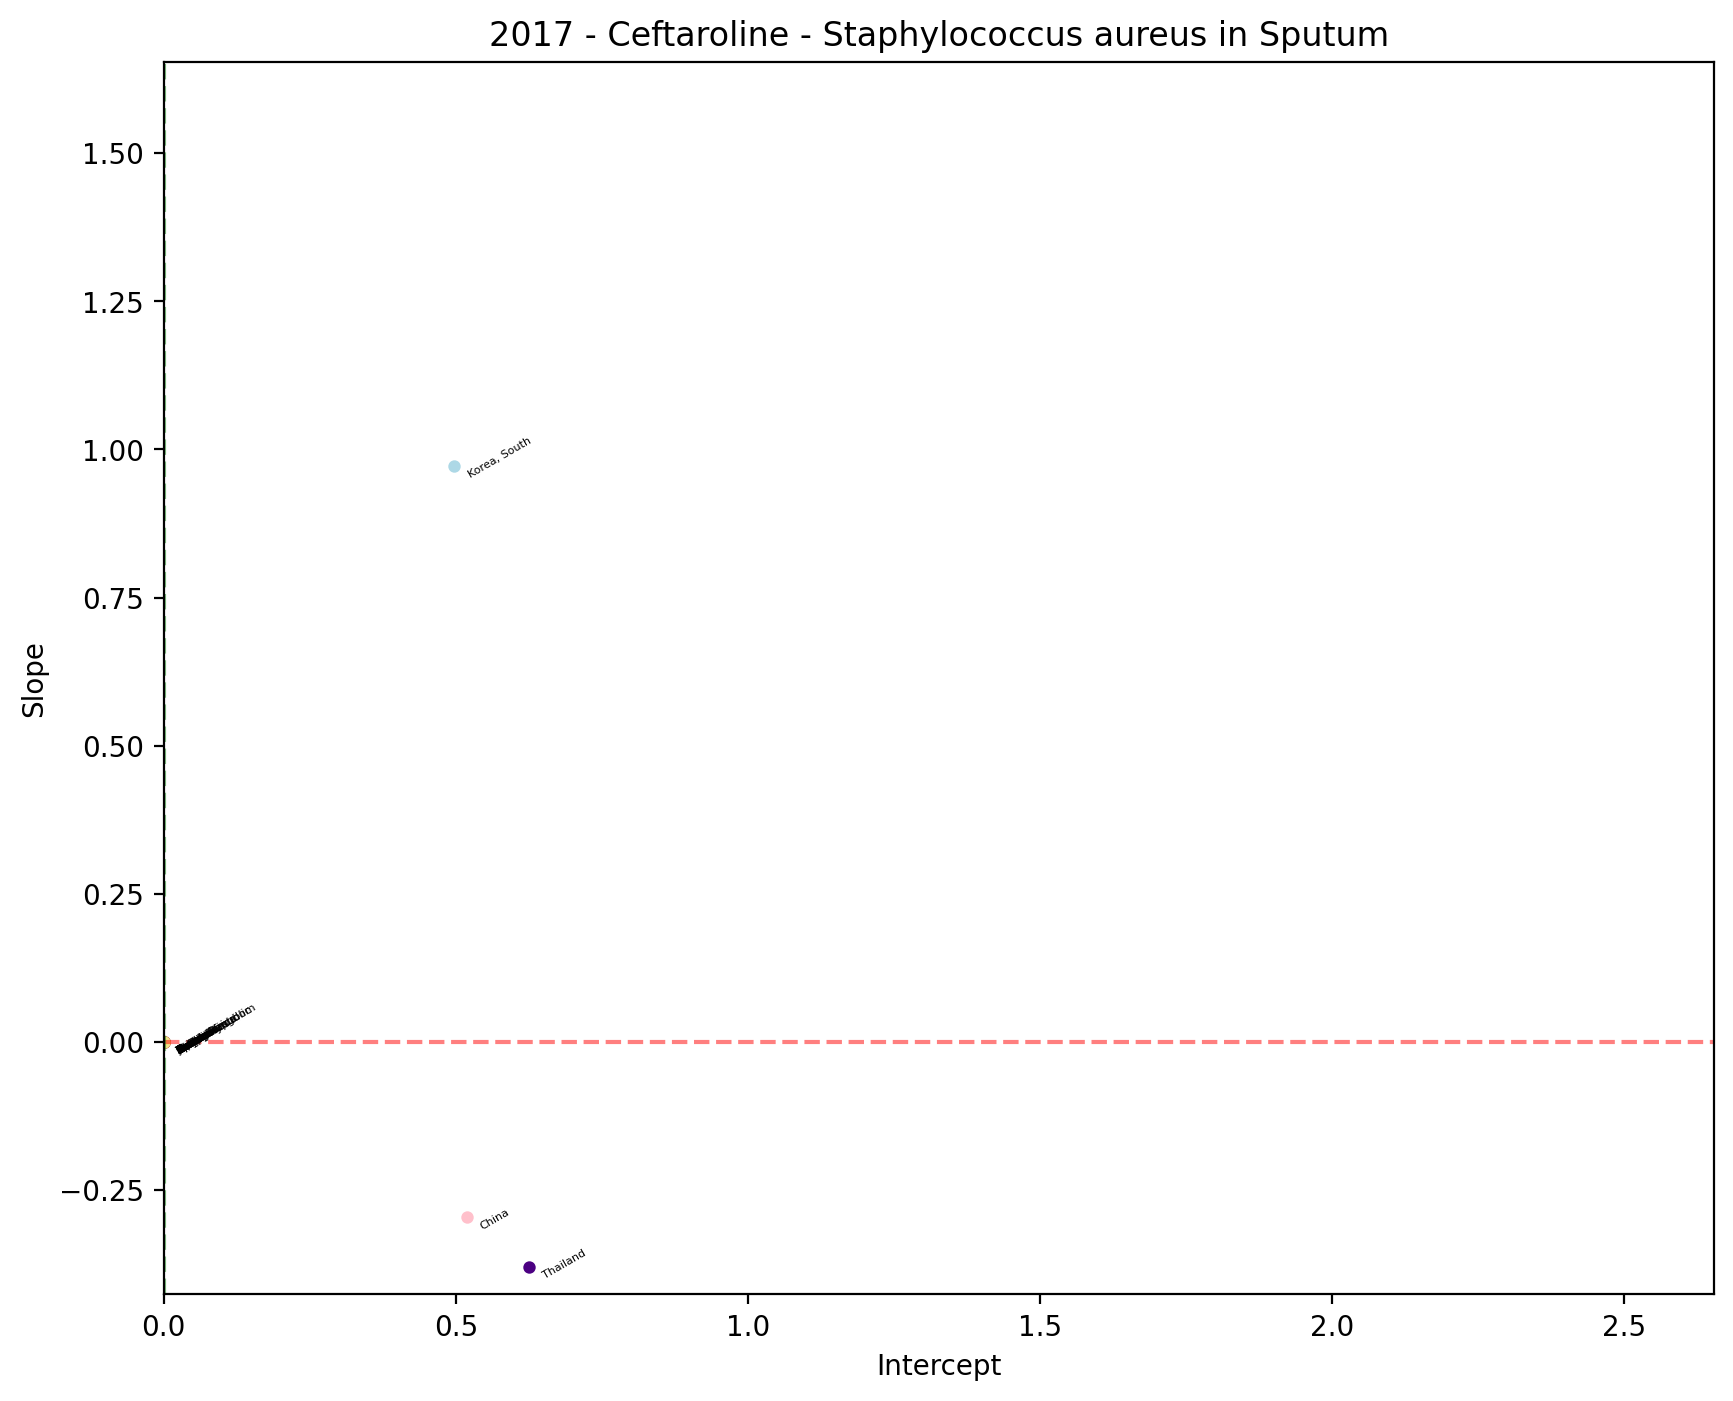 2017 - Ceftaroline - Staphylococcus aureus in Sputum
1.50
1.25
1.00
Korea, South
0.75
Slope
0.50
0.25
0.00
−0.25
China
Thailand
0.0 0.5 1.0 1.5 2.0 2.5
Intercept